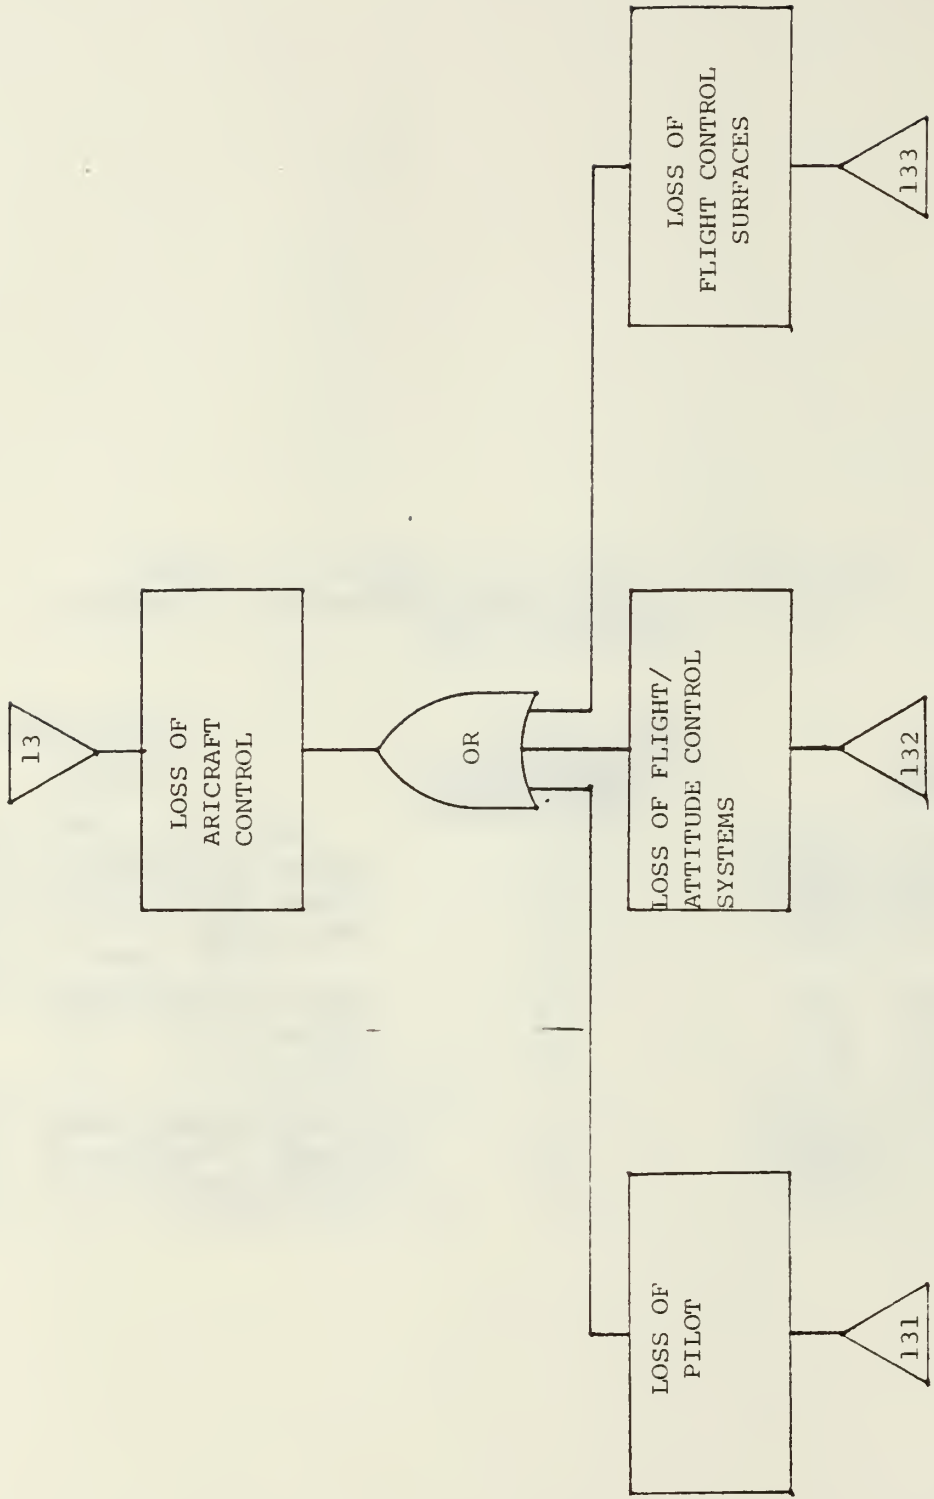 13
LOSS OF
ARICRAFT
CONTROL
OR
LOSS OF
PILOT
LOSS OF FLIGHT/
ATTITUDE CONTROL
SYSTEMS
LOSS OF
FLIGHT CONTROL
SURFACES
131
132
133